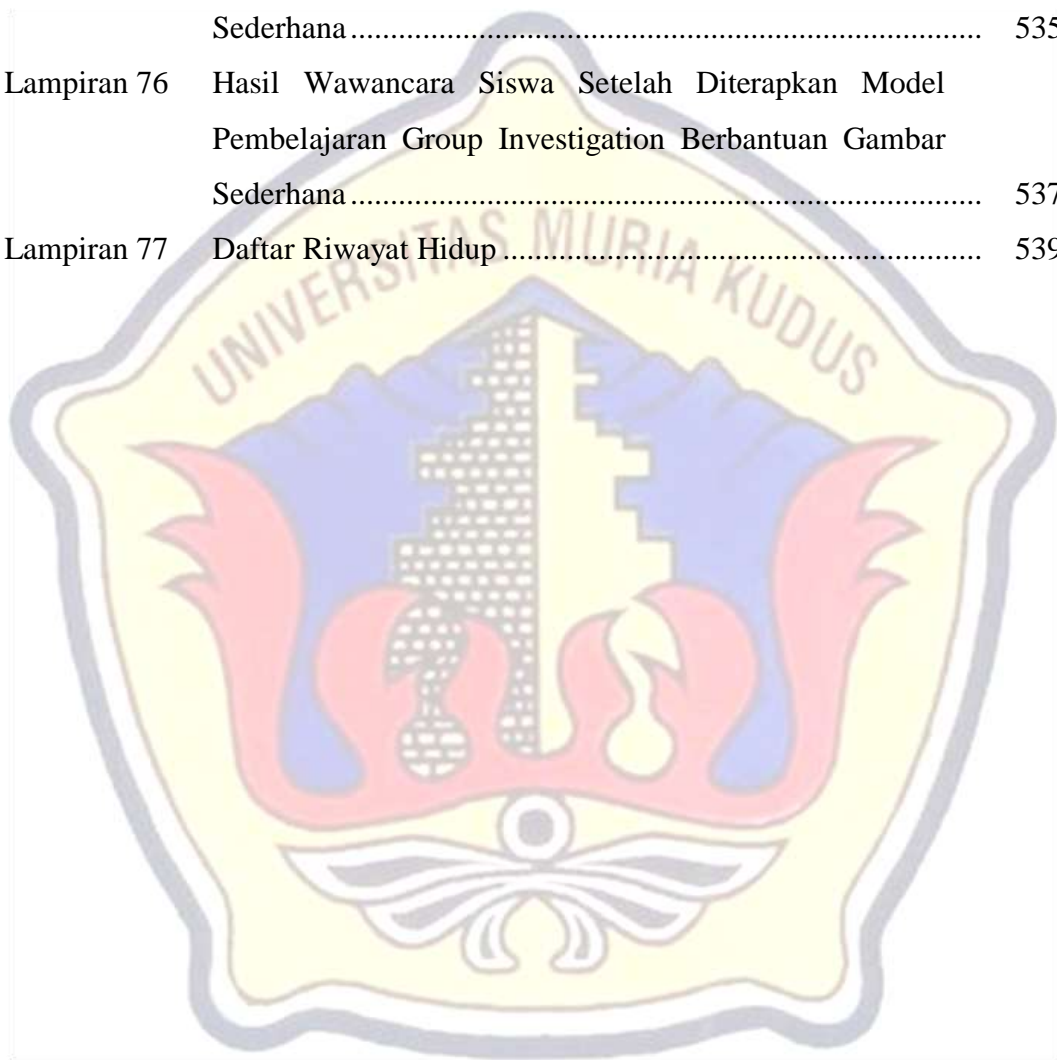 Sederhana ............................................................................ 535
Lampiran 76 Hasil Wawancara Siswa Setelah Diterapkan Model
Pembelajaran Group Investigation Berbantuan Gambar
Sederhana ............................................................................ 537
Lampiran 77 Daftar Riwayat Hidup .......................................................... 539
UNIVERSITAS MURIA KUDUS